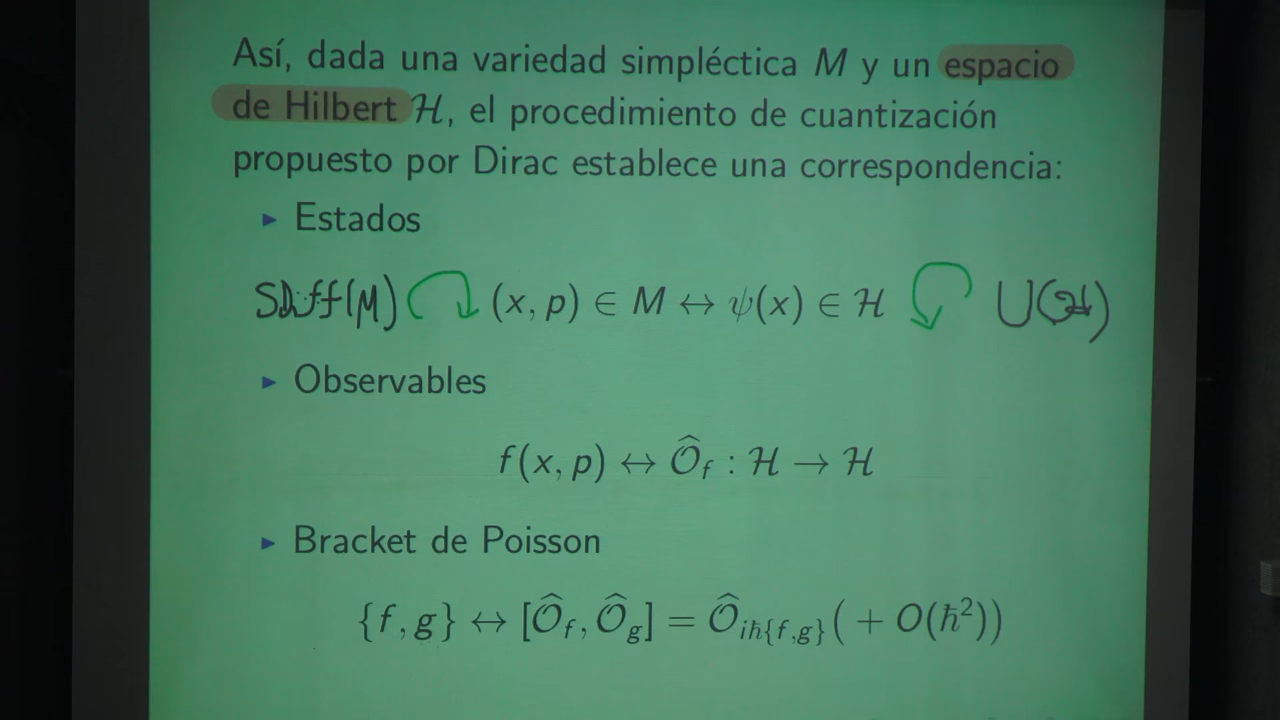 Así, dada una variedad simpléctica M y un espacio
de Hilbert ℋ, el procedimiento de cuantización
propuesto por Dirac establece una correspondencia:
▸ Estados
SDiff(M) (x, p) ∈ M ↔ ψ(x) ∈ ℋ U(ℋ)
▸ Observables
f(x, p) ↔ Ô_f : ℋ → ℋ
▸ Bracket de Poisson
{f, g} ↔ [Ô_f, Ô_g] = Ô_{iħ{f,g}} ( + O(ħ²))